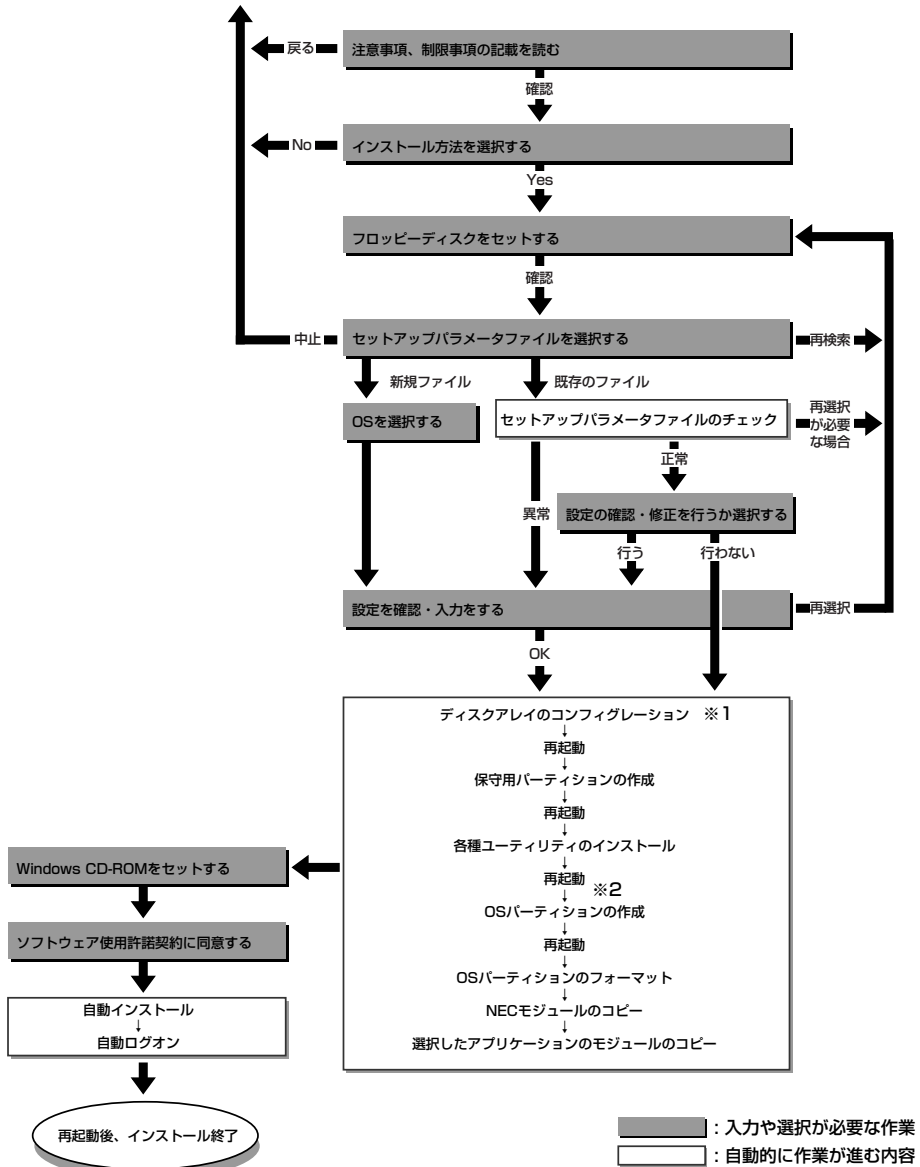 戻る
注意事項、制限事項の記載を読む
確認
No
インストール方法を選択する
Yes
フロッピーディスクをセットする
確認
中止
セットアップパラメータファイルを選択する
再検索
新規ファイル
既存のファイル
OSを選択する
セットアップパラメータファイルのチェック
再選択
が必要
な場合
正常
異常
設定の確認・修正を行うか選択する
行う
行わない
設定を確認・入力をする
再選択
OK
ディスクアレイのコンフィグレーション ※1
↓
再起動
↓
保守用パーティションの作成
↓
再起動
↓
各種ユーティリティのインストール
↓
再起動
↓ ※2
OSパーティションの作成
↓
再起動
↓
OSパーティションのフォーマット
↓
NECモジュールのコピー
↓
選択したアプリケーションのモジュールのコピー
Windows CD-ROMをセットする
ソフトウェア使用許諾契約に同意する
自動インストール
↓
自動ログオン
再起動後、インストール終了
：入力や選択が必要な作業
：自動的に作業が進む内容